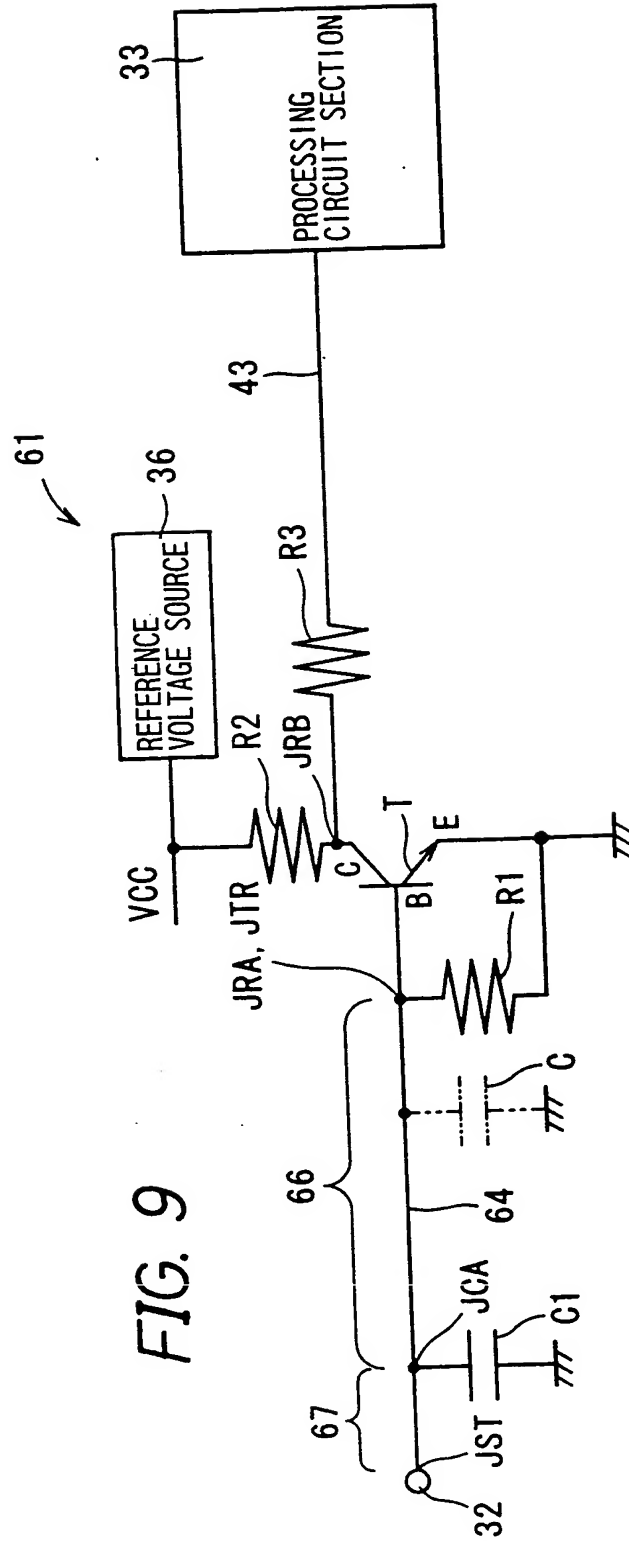 FIG. 9
61
REFERENCE
VOLTAGE SOURCE
36
VCC
R2
JRB
R3
43
33
PROCESSING
CIRCUIT SECTION
JRA, JTR
C
B
T
E
R1
66
67
64
C
JCA
C1
JST
32